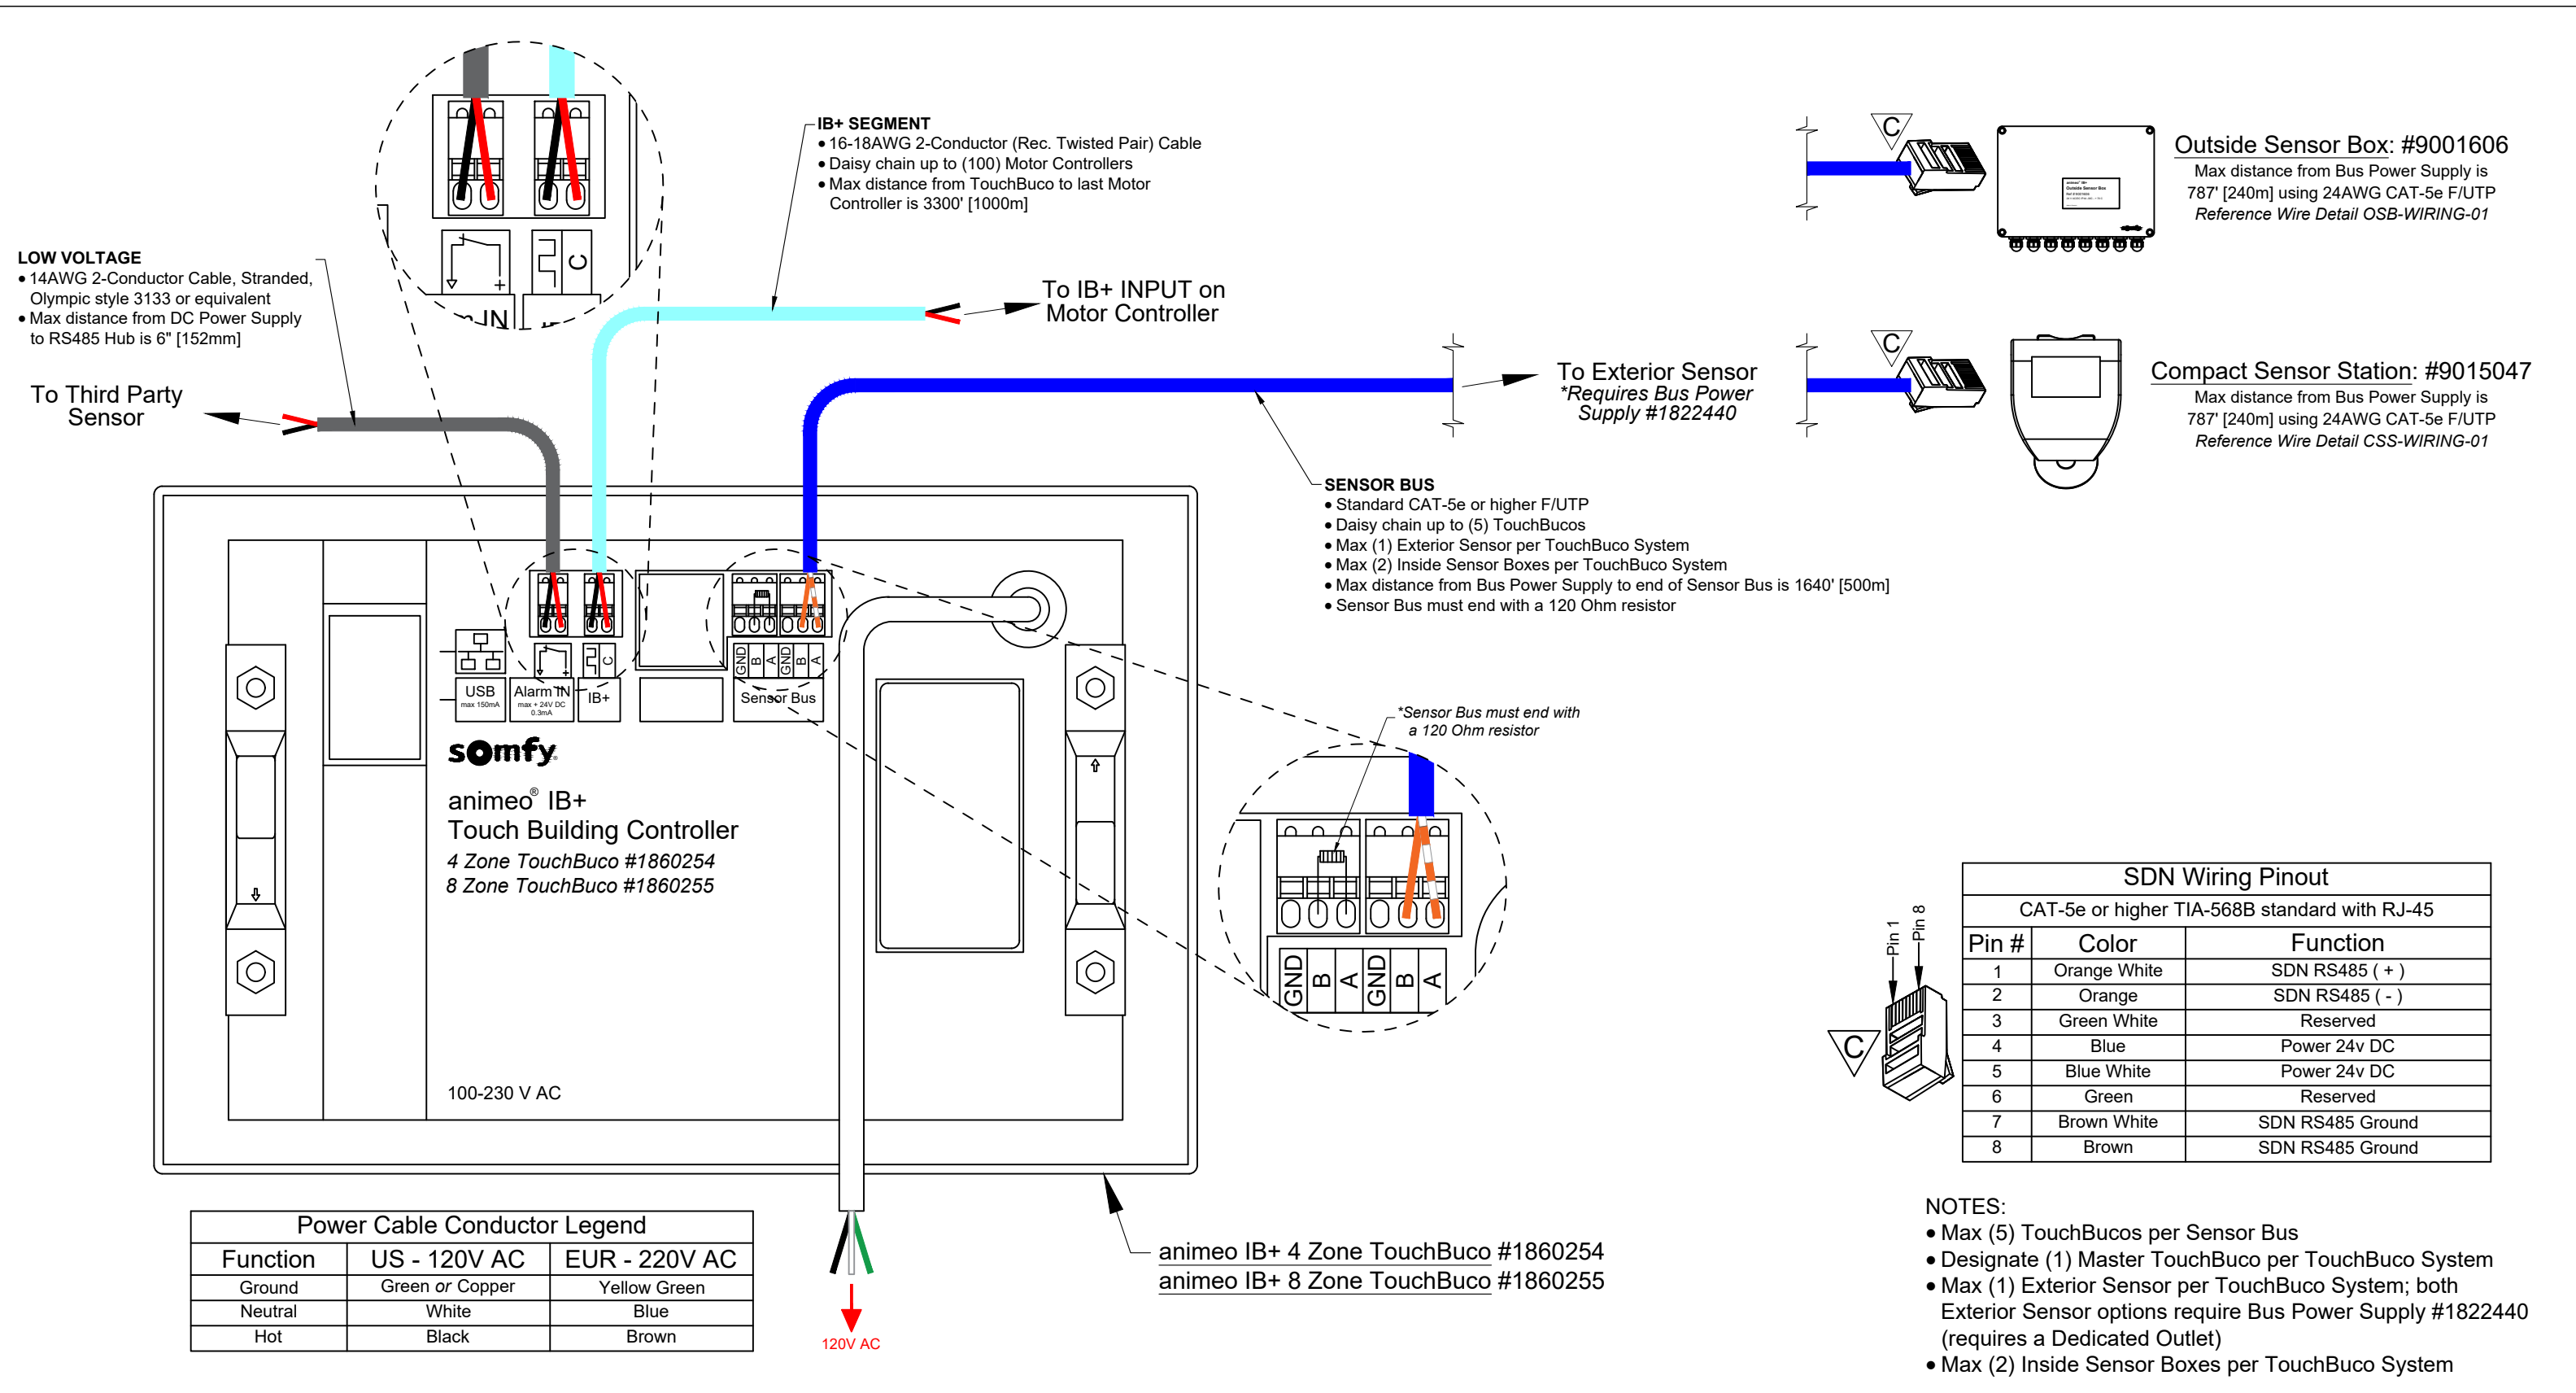 IB+ SEGMENT
• 16-18AWG 2-Conductor (Rec. Twisted Pair) Cable
• Daisy chain up to (100) Motor Controllers
• Max distance from TouchBuco to last Motor
Controller is 3300' [1000m]
LOW VOLTAGE
• 14AWG 2-Conductor Cable, Stranded,
Olympic style 3133 or equivalent
• Max distance from DC Power Supply
to RS485 Hub is 6" [152mm]
To Third Party
Sensor
C
+
IN
To IB+ INPUT on
Motor Controller
To Exterior Sensor
*Requires Bus Power
Supply #1822440
C
Outside Sensor Box
Outside Sensor Box: #9001606
Max distance from Bus Power Supply is
787' [240m] using 24AWG CAT-5e F/UTP
Reference Wire Detail OSB-WIRING-01
C
Compact Sensor Station: #9015047
Max distance from Bus Power Supply is
787' [240m] using 24AWG CAT-5e F/UTP
Reference Wire Detail CSS-WIRING-01
SENSOR BUS
• Standard CAT-5e or higher F/UTP
• Daisy chain up to (5) TouchBucos
• Max (1) Exterior Sensor per TouchBuco System
• Max (2) Inside Sensor Boxes per TouchBuco System
• Max distance from Bus Power Supply to end of Sensor Bus is 1640' [500m]
• Sensor Bus must end with a 120 Ohm resistor
+
C
GND B A GND B A
USB
max 150mA
Alarm IN
max + 24V DC
0.3mA
IB+
Sensor Bus
somfy.
animeo® IB+
Touch Building Controller
4 Zone TouchBuco #1860254
8 Zone TouchBuco #1860255
100-230 V AC
*Sensor Bus must end with
a 120 Ohm resistor
GND B A GND B A
Pin 1
Pin 8
C
SDN Wiring Pinout
CAT-5e or higher TIA-568B standard with RJ-45
Pin # Color Function
1 Orange White SDN RS485 ( + )
2 Orange SDN RS485 ( - )
3 Green White Reserved
4 Blue Power 24v DC
5 Blue White Power 24v DC
6 Green Reserved
7 Brown White SDN RS485 Ground
8 Brown SDN RS485 Ground
Power Cable Conductor Legend
Function US - 120V AC EUR - 220V AC
Ground Green or Copper Yellow Green
Neutral White Blue
Hot Black Brown
120V AC
animeo IB+ 4 Zone TouchBuco #1860254
animeo IB+ 8 Zone TouchBuco #1860255
NOTES:
• Max (5) TouchBucos per Sensor Bus
• Designate (1) Master TouchBuco per TouchBuco System
• Max (1) Exterior Sensor per TouchBuco System; both
Exterior Sensor options require Bus Power Supply #1822440
(requires a Dedicated Outlet)
• Max (2) Inside Sensor Boxes per TouchBuco System